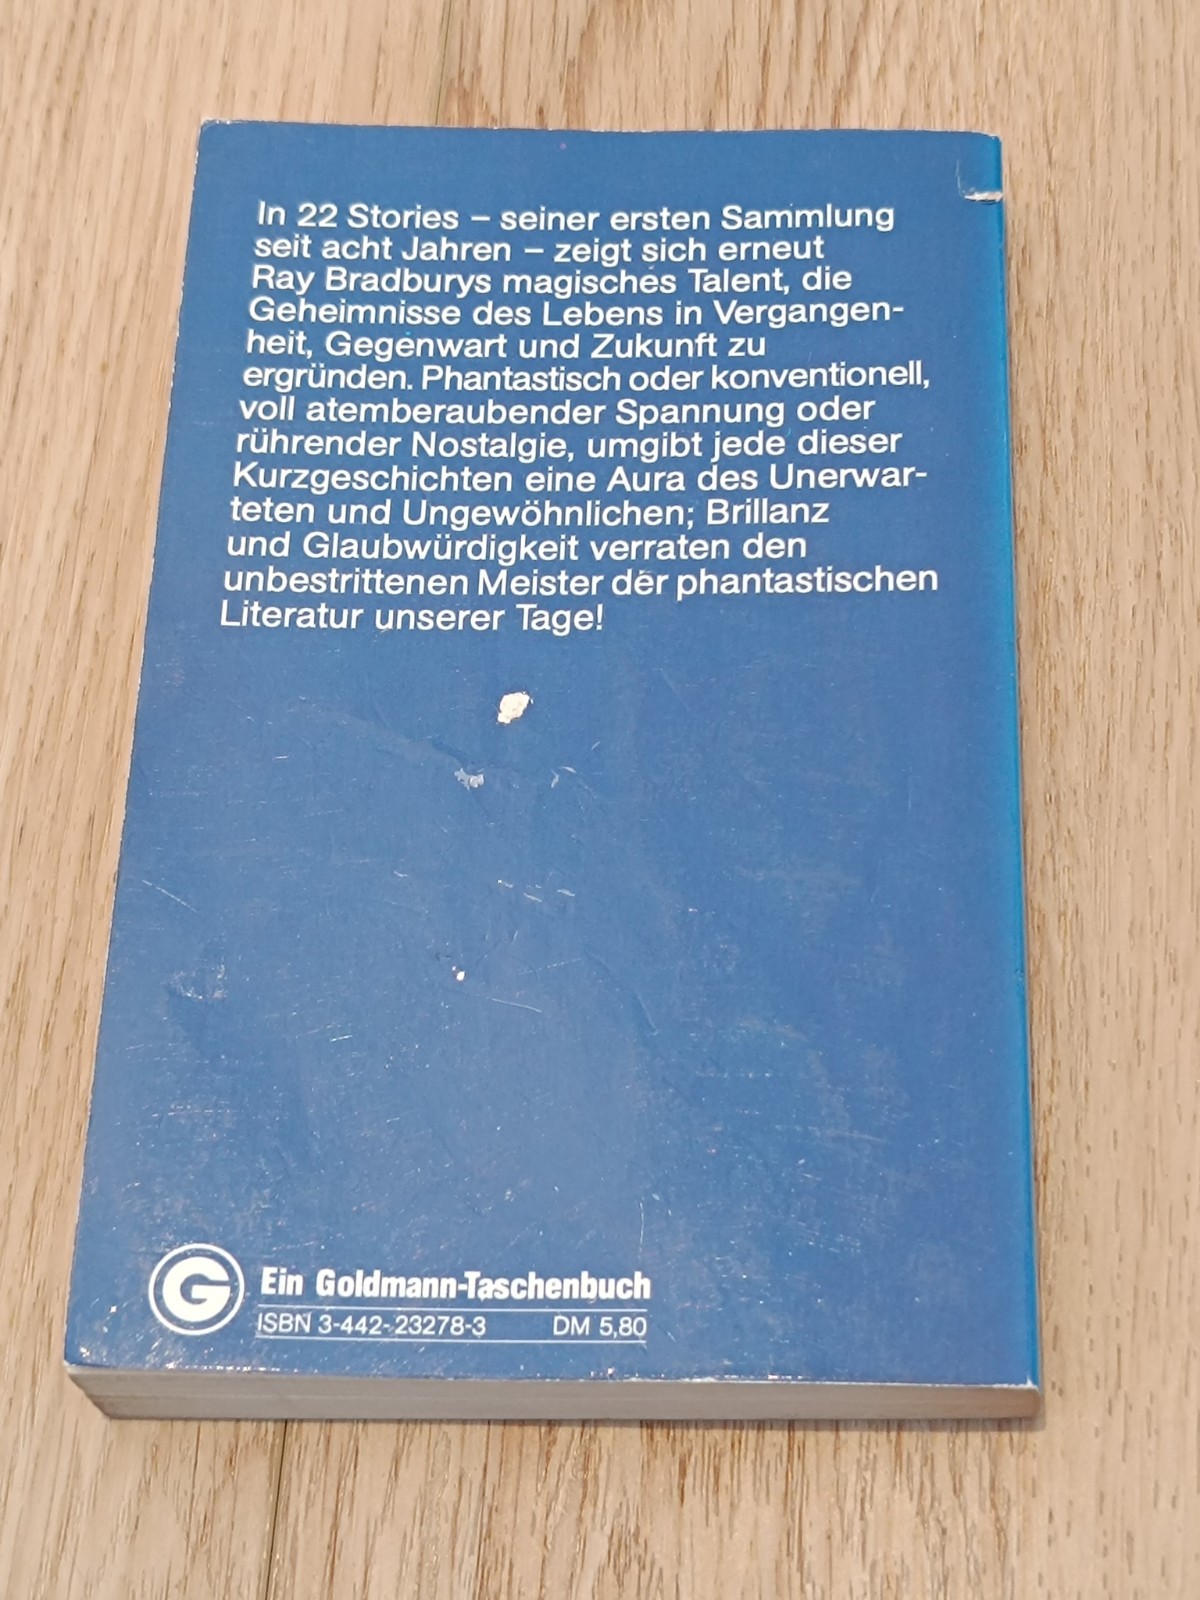 In 22 Stories – seiner ersten Sammlung
seit acht Jahren – zeigt sich erneut
Ray Bradburys magisches Talent, die
Geheimnisse des Lebens in Vergangen-
heit, Gegenwart und Zukunft zu
ergründen. Phantastisch oder konventionell,
voll atemberaubender Spannung oder
rührender Nostalgie, umgibt jede dieser
Kurzgeschichten eine Aura des Unerwar-
teten und Ungewöhnlichen; Brillanz
und Glaubwürdigkeit verraten den
unbestrittenen Meister der phantastischen
Literatur unserer Tage!
G Ein Goldmann-Taschenbuch
ISBN 3-442-23278-3 DM 5,80